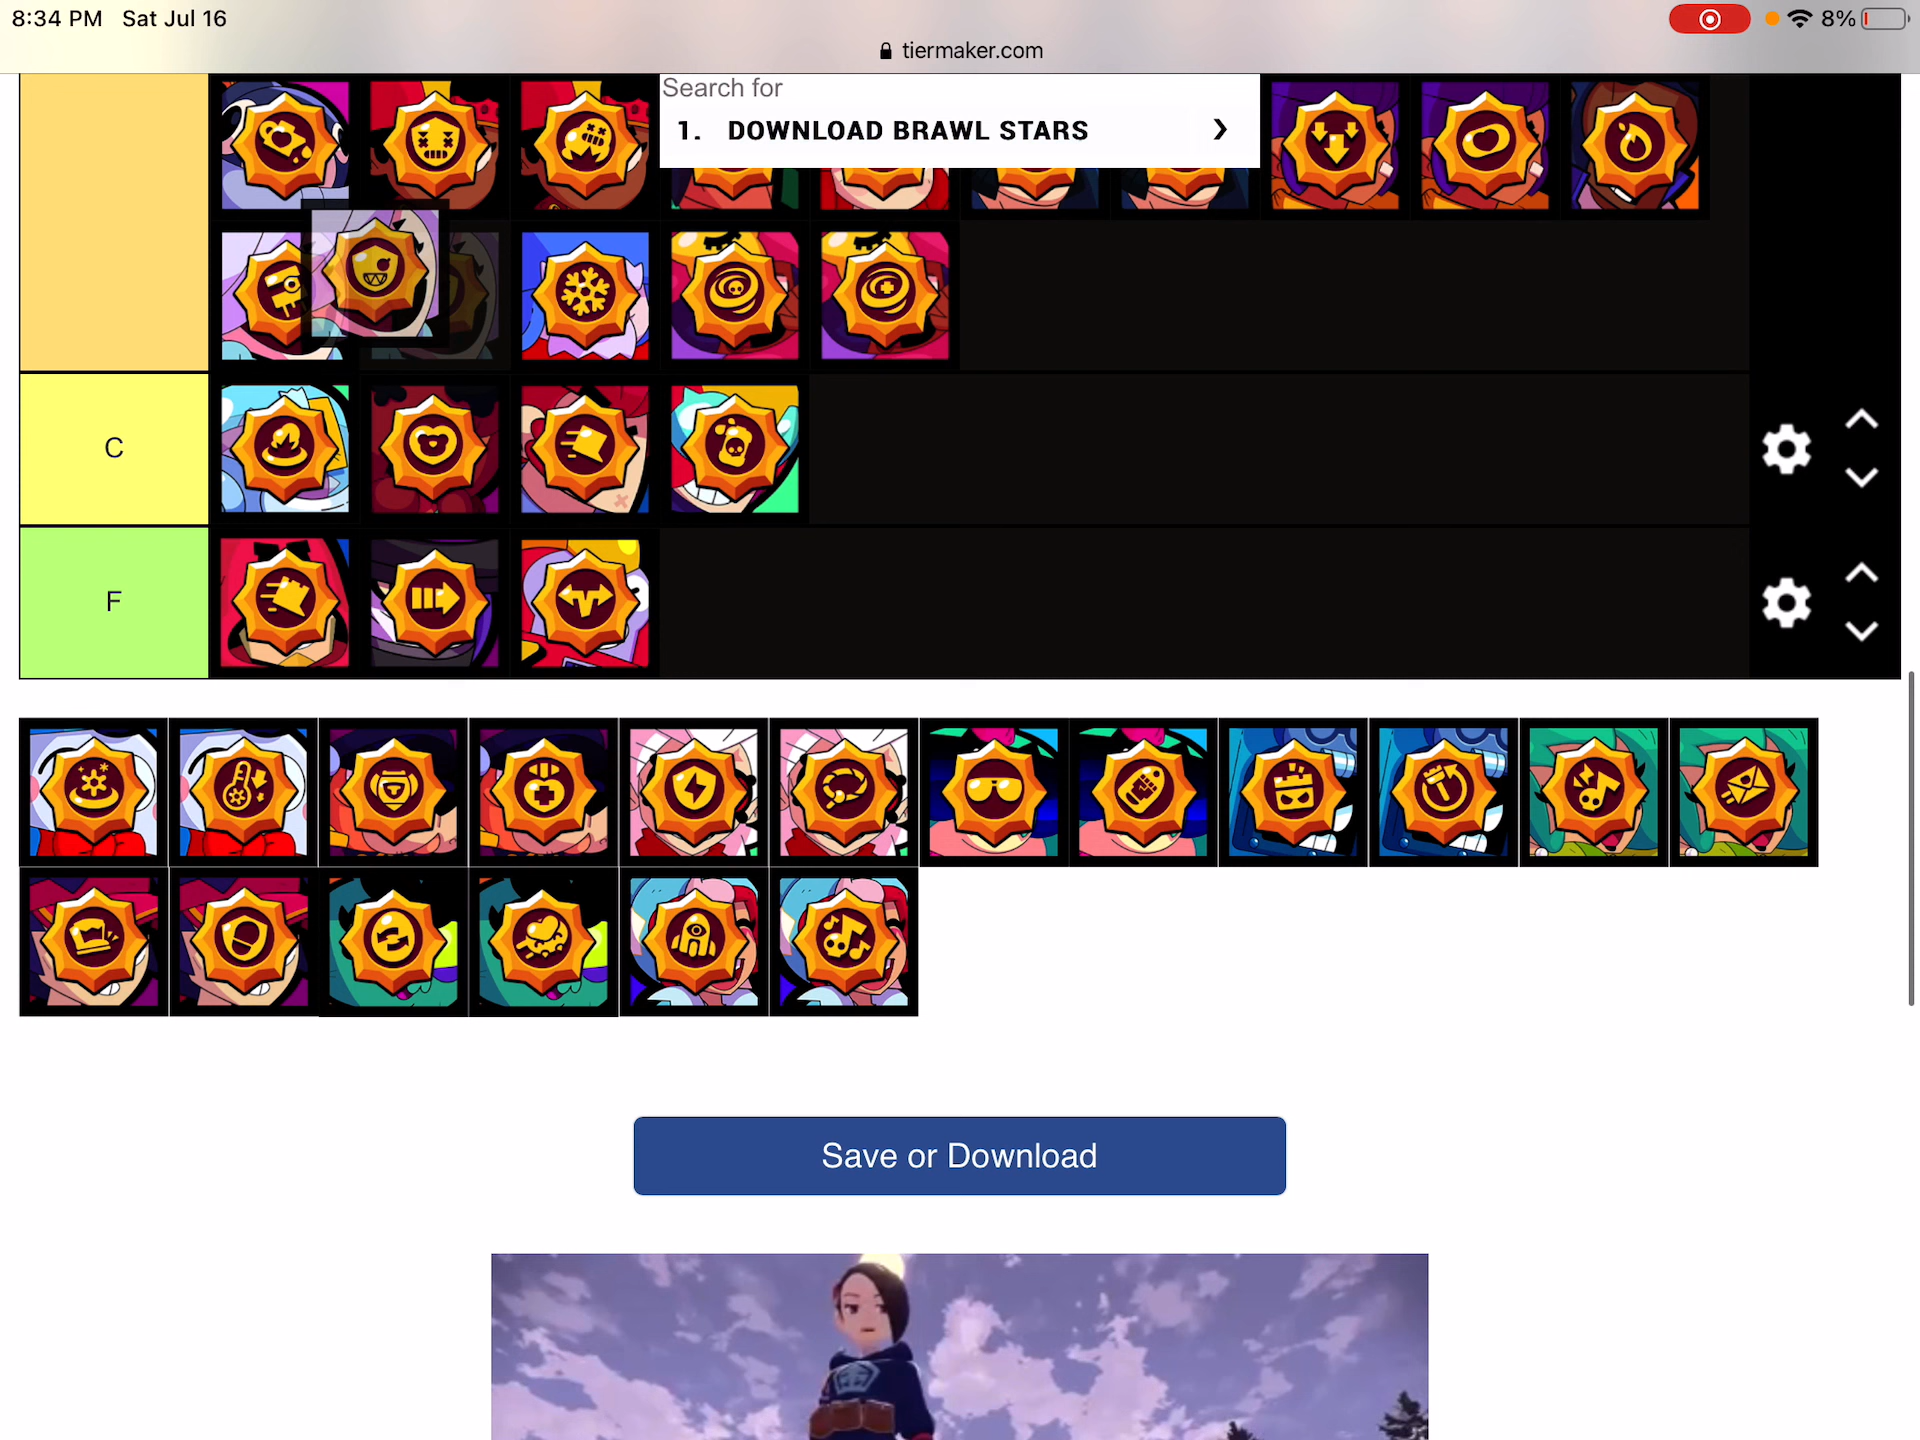 8:34 PM Sat Jul 16
8%
tiermaker.com
Search for
1. DOWNLOAD BRAWL STARS
C
F
Save or Download